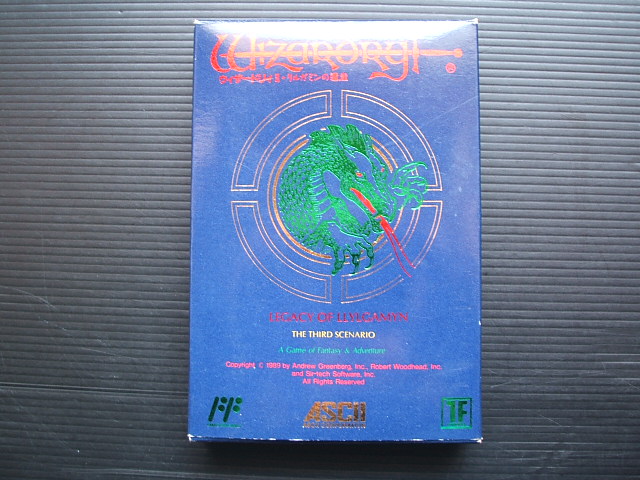 Wizardry
ウィザードリィII・リルガミンの遺産
LEGACY OF LLYLGAMYN
THE THIRD SCENARIO
A Game of Fantasy & Adventure
Copyright © 1989 by Andrew Greenberg, Inc., Robert Woodhead, Inc.
and Sir-tech Software, Inc.
All Rights Reserved
FF
ASCII